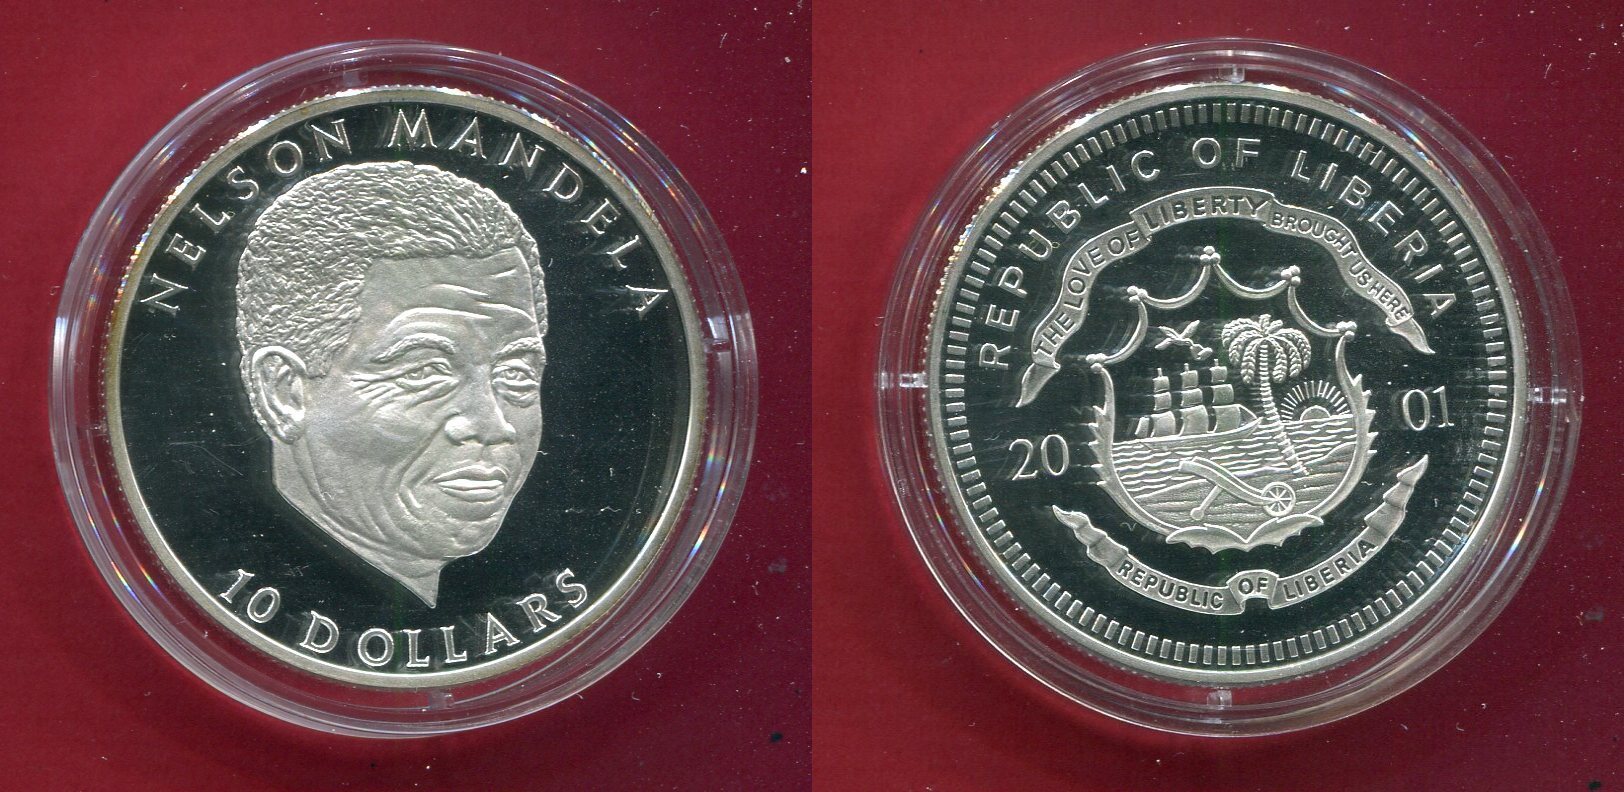 NELSON MANDELA
10 DOLLARS
REPUBLIC OF LIBERIA
THE LOVE OF LIBERTY BROUGHT US HERE
20 01
REPUBLIC OF LIBERIA